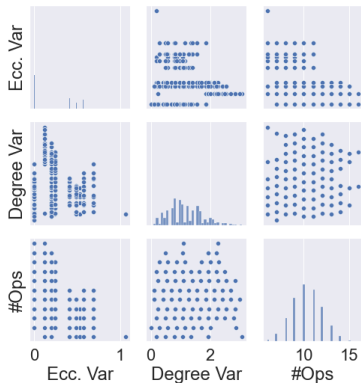 Ecc. Var
Degree Var
#Ops
0 1
0 2
10 15
Ecc. Var
Degree Var
#Ops